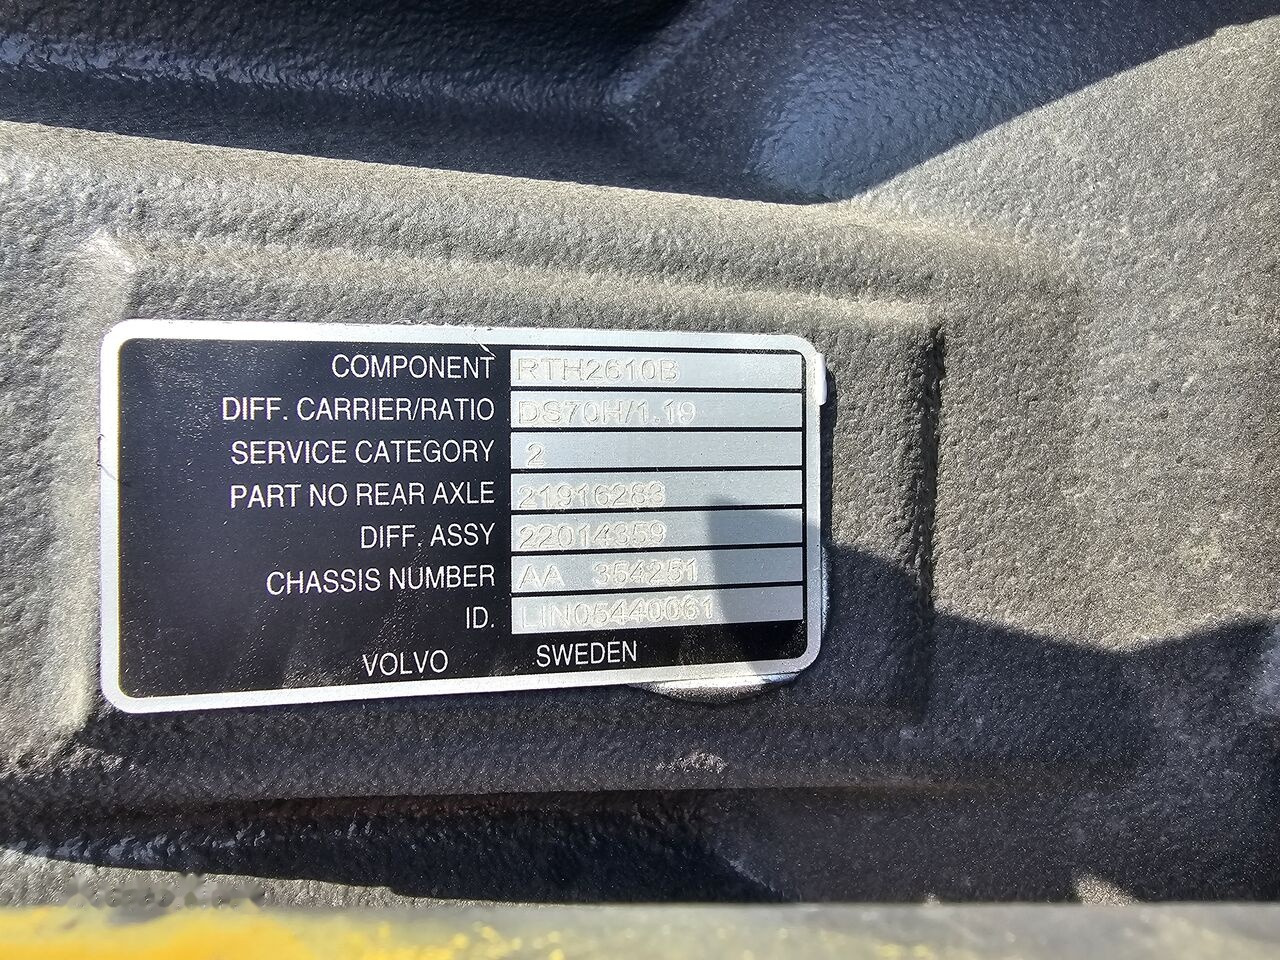 COMPONENT RTH2610B
DIFF. CARRIER/RATIO DS70H/1.19
SERVICE CATEGORY 2
PART NO REAR AXLE 21916283
DIFF. ASSY 22014359
CHASSIS NUMBER AA 354251
ID. LIN05440061
VOLVO SWEDEN